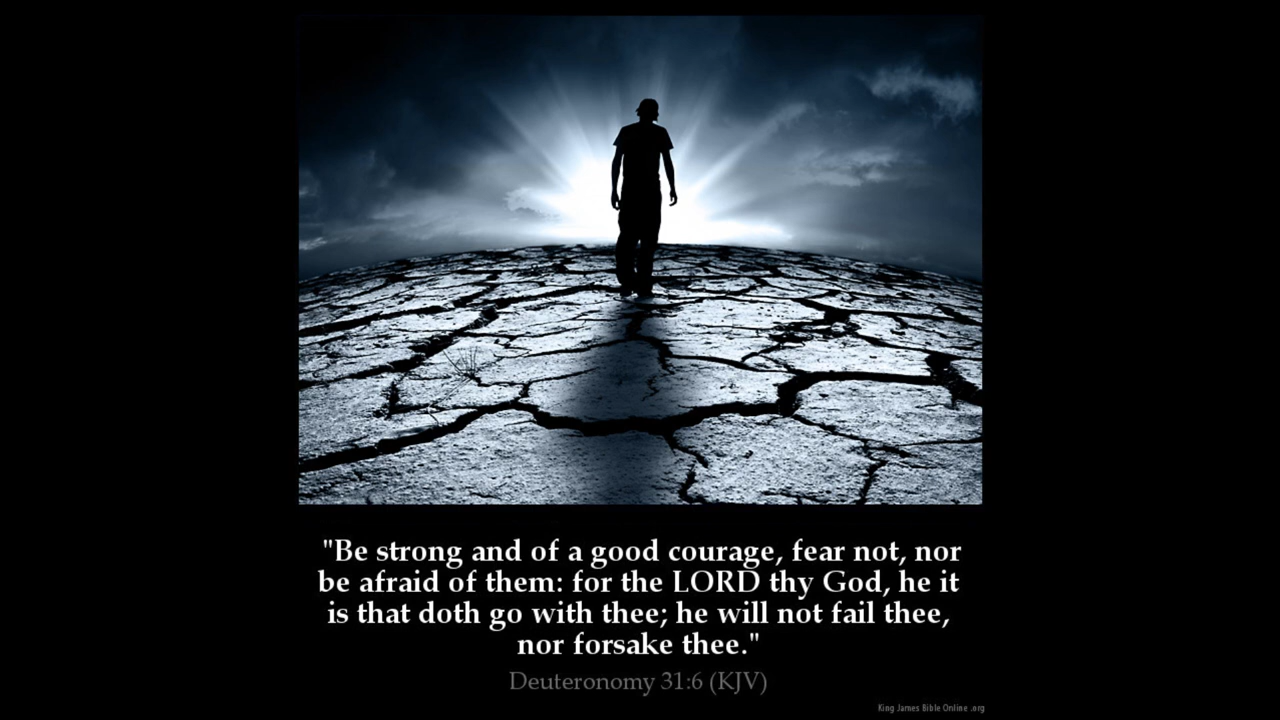 "Be strong and of a good courage, fear not, nor
be afraid of them: for the LORD thy God, he it
is that doth go with thee; he will not fail thee,
nor forsake thee."
Deuteronomy 31:6 (KJV)
King James Bible Online .org